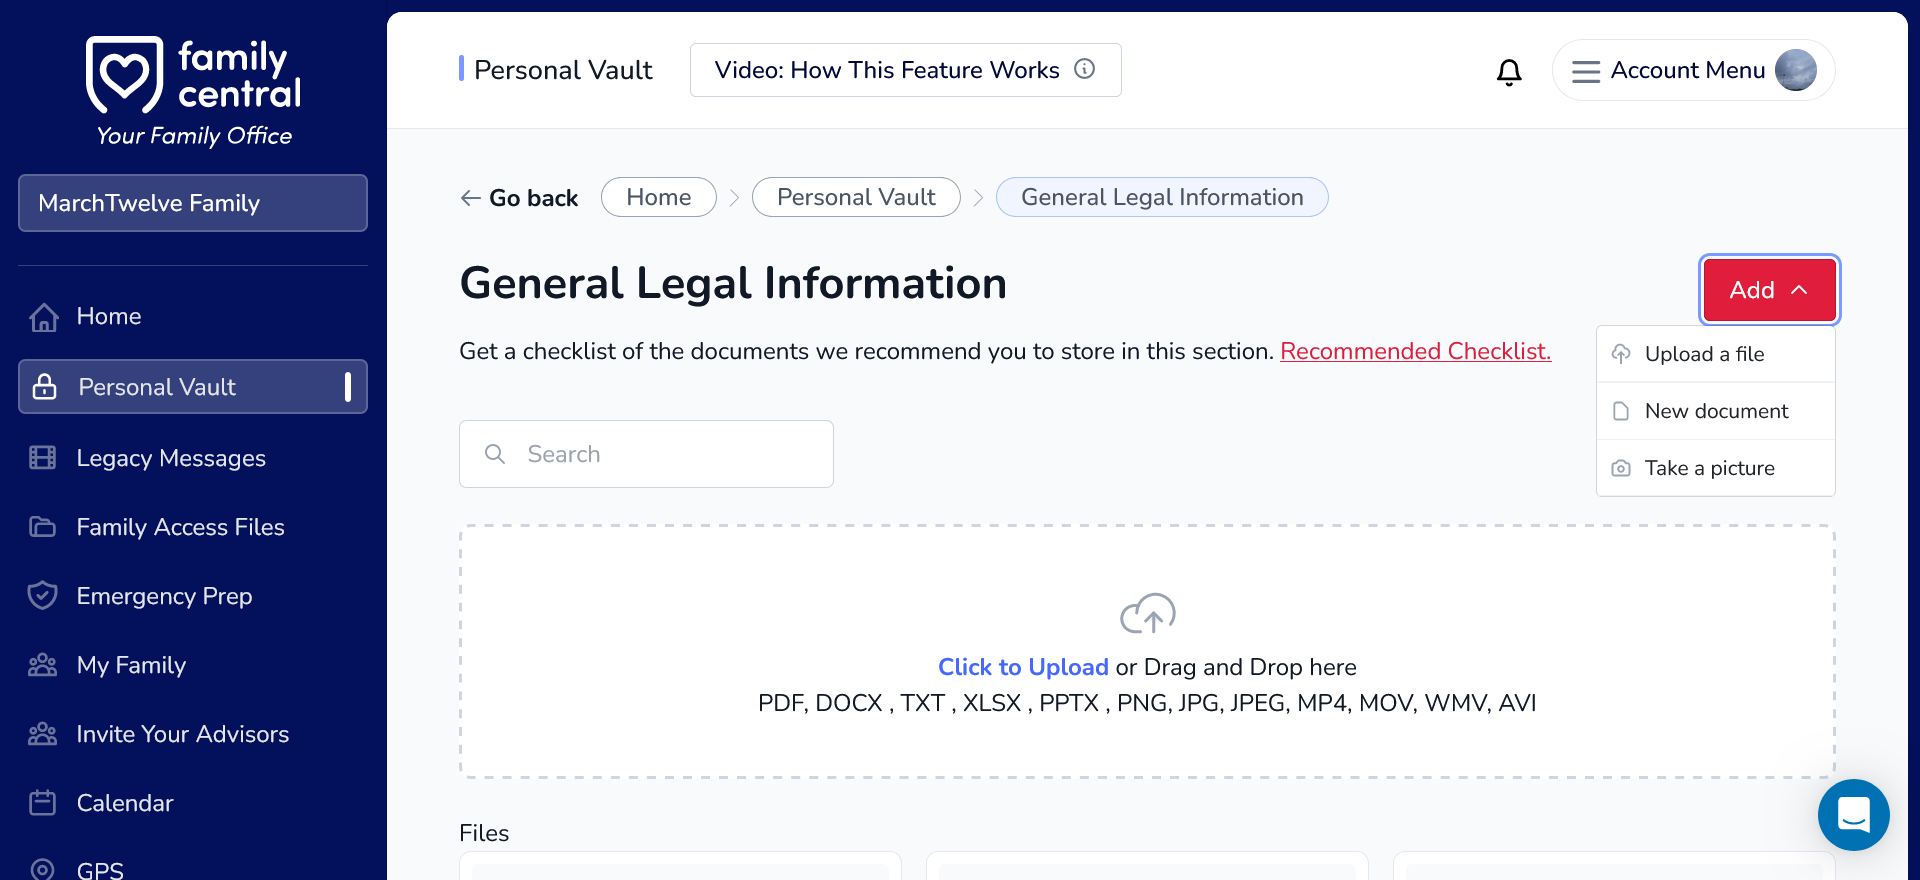 family
central
Your Family Office
MarchTwelve Family
Home
Personal Vault
Legacy Messages
Family Access Files
Emergency Prep
My Family
Invite Your Advisors
Calendar
GPS
Personal Vault
Video: How This Feature Works
Account Menu
Go back
Home
Personal Vault
General Legal Information
General Legal Information
Add
Get a checklist of the documents we recommend you to store in this section. Recommended Checklist.
Upload a file
New document
Take a picture
Search
Click to Upload or Drag and Drop here
PDF, DOCX , TXT , XLSX , PPTX , PNG, JPG, JPEG, MP4, MOV, WMV, AVI
Files